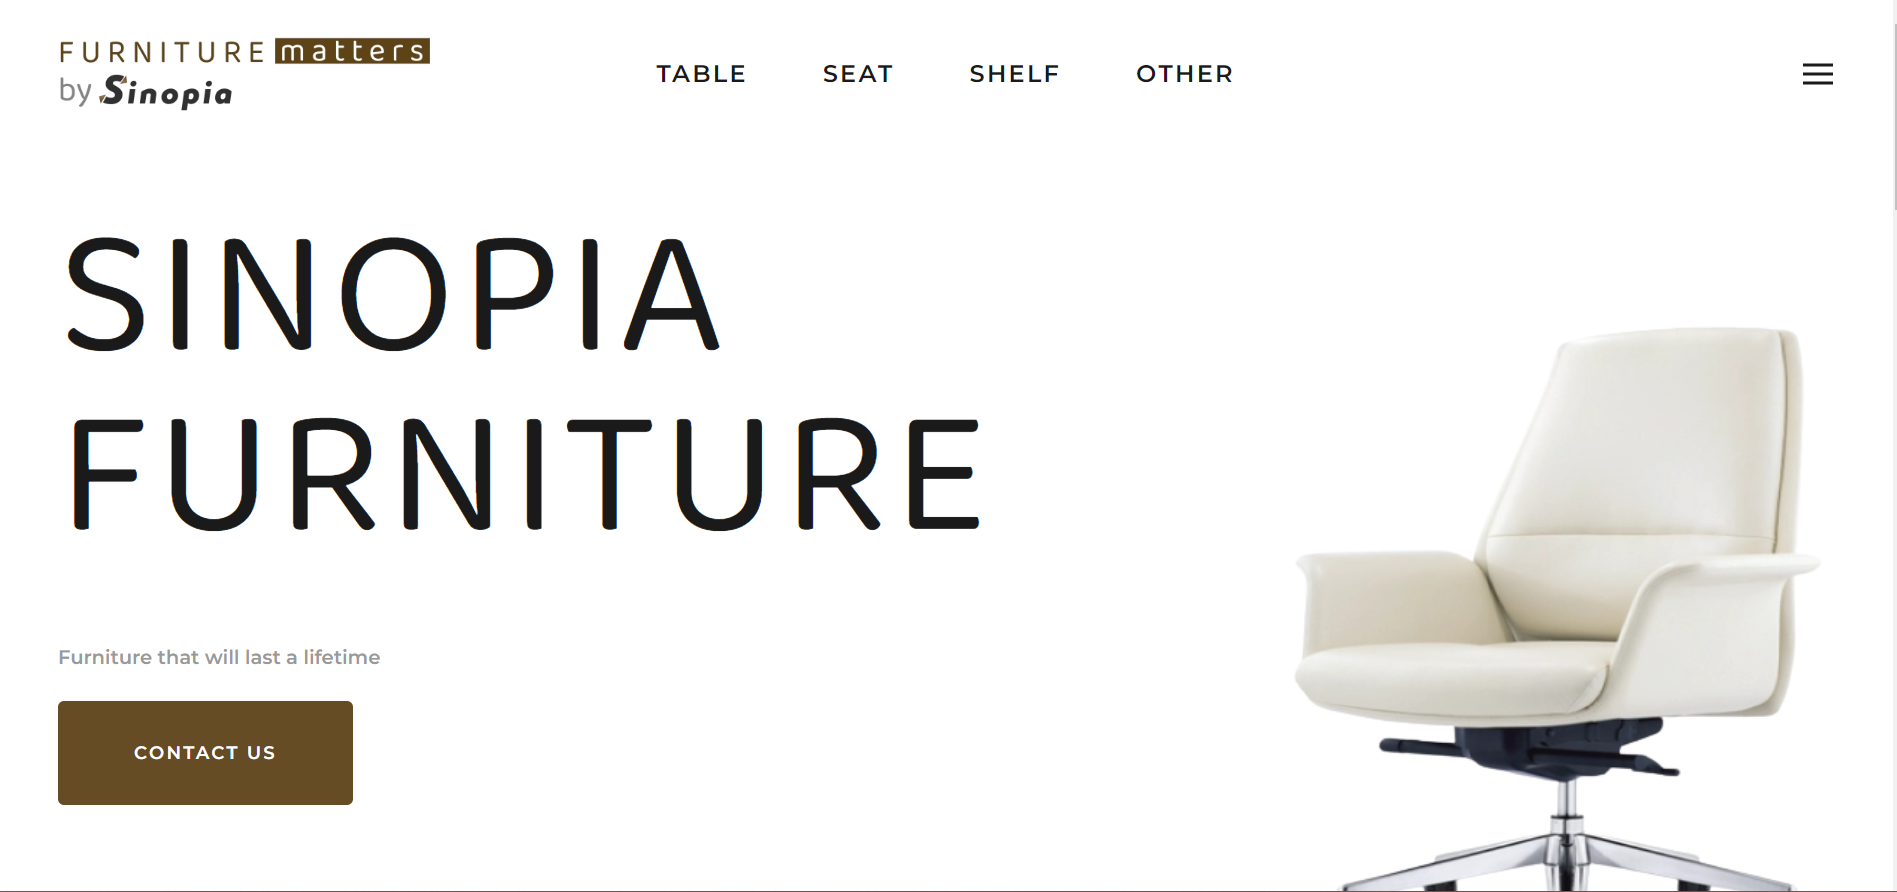 FURNITURE matters
by Sinopia
TABLE SEAT SHELF OTHER
SINOPIA
FURNITURE
Furniture that will last a lifetime
CONTACT US